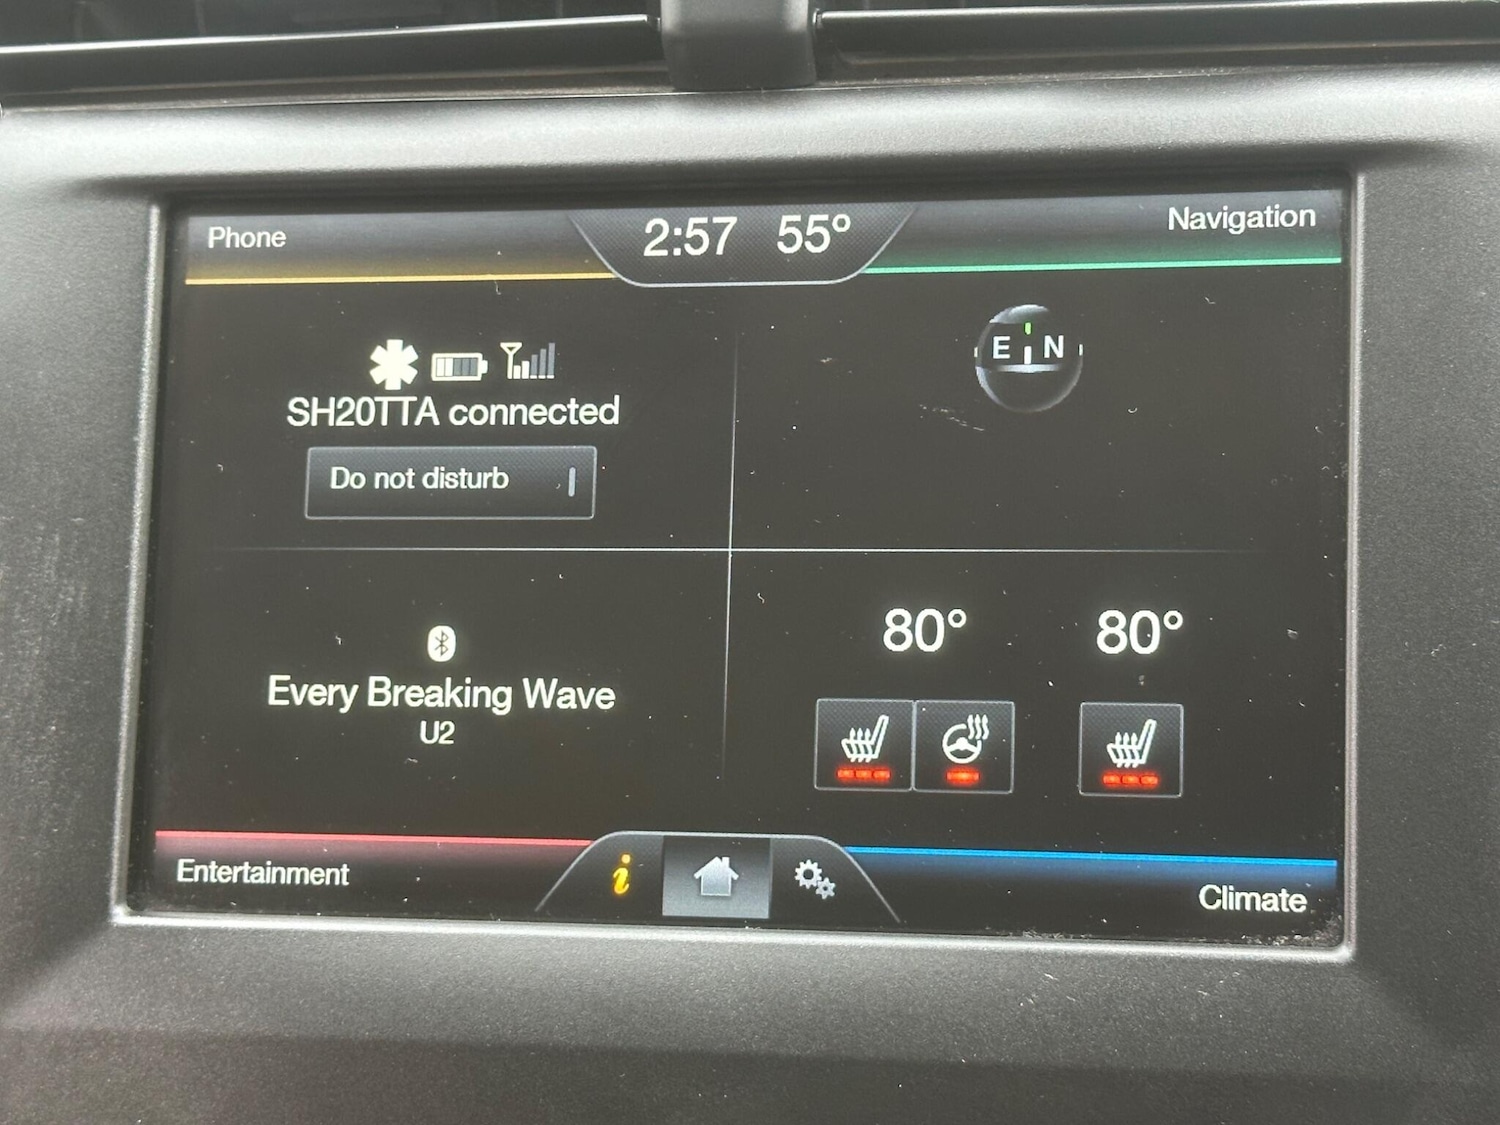 Phone
2:57 55°
Navigation
E N
SH20TTA connected
Do not disturb
Every Breaking Wave
U2
80° 80°
Entertainment
i
Climate